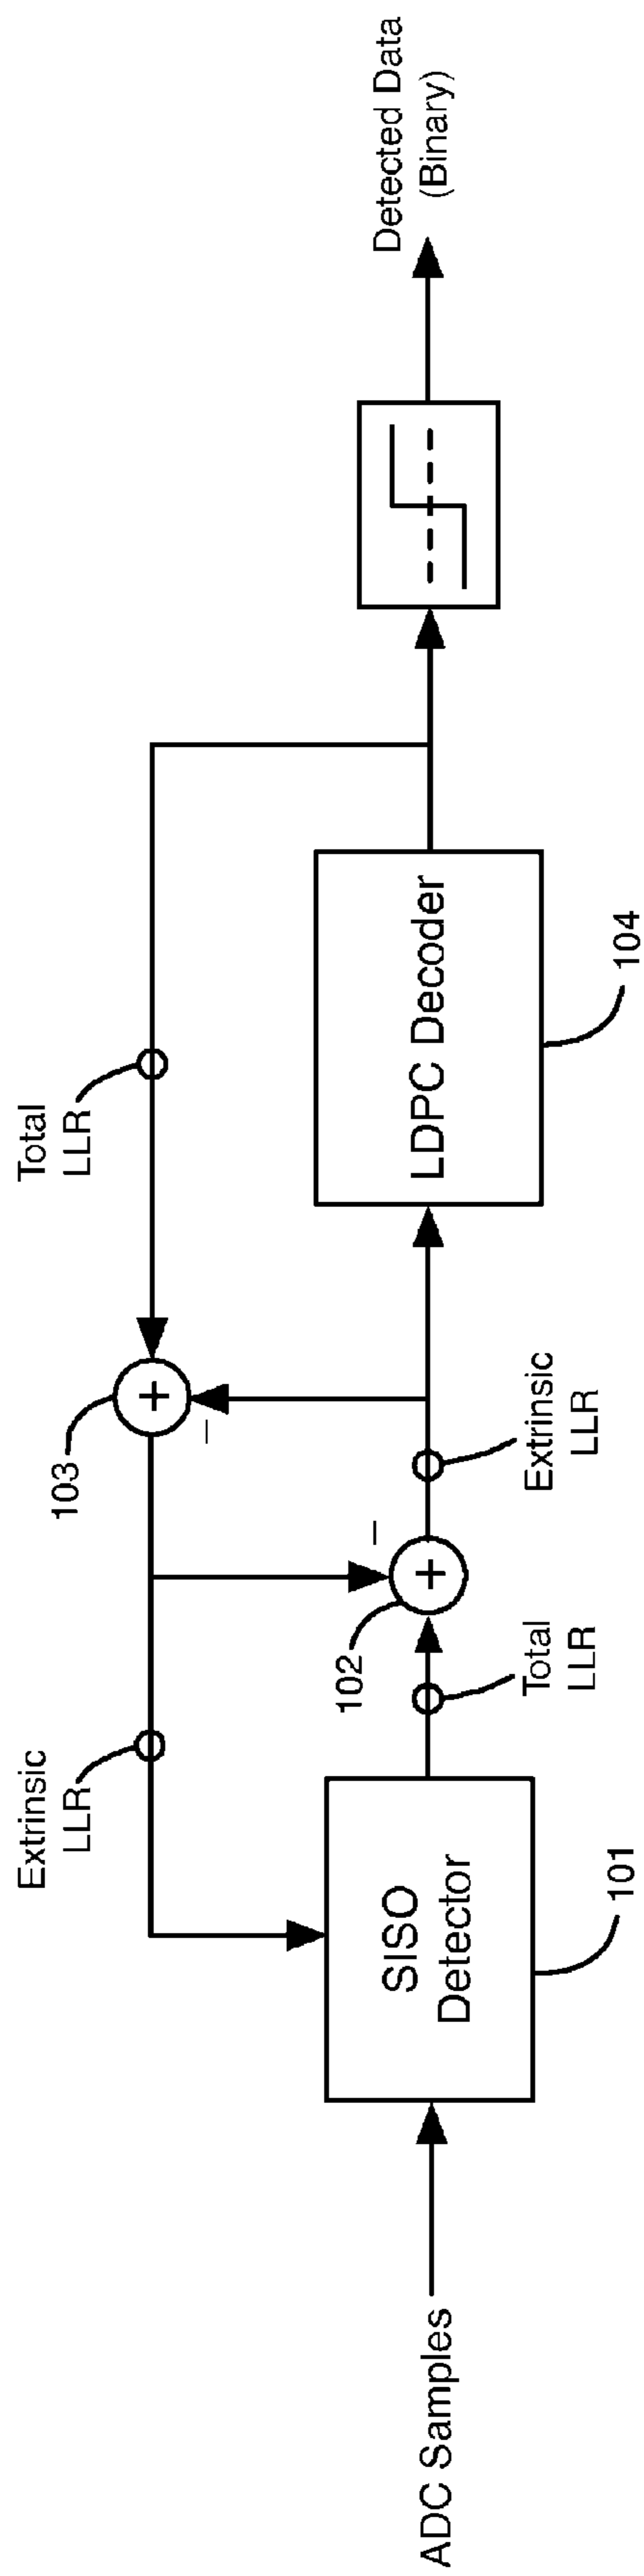 ADC Samples
SISO
Detector
101
Extrinsic
LLR
Total
LLR
102
–
+
Extrinsic
LLR
103
+
–
Total
LLR
LDPC Decoder
104
Detected Data
(Binary)